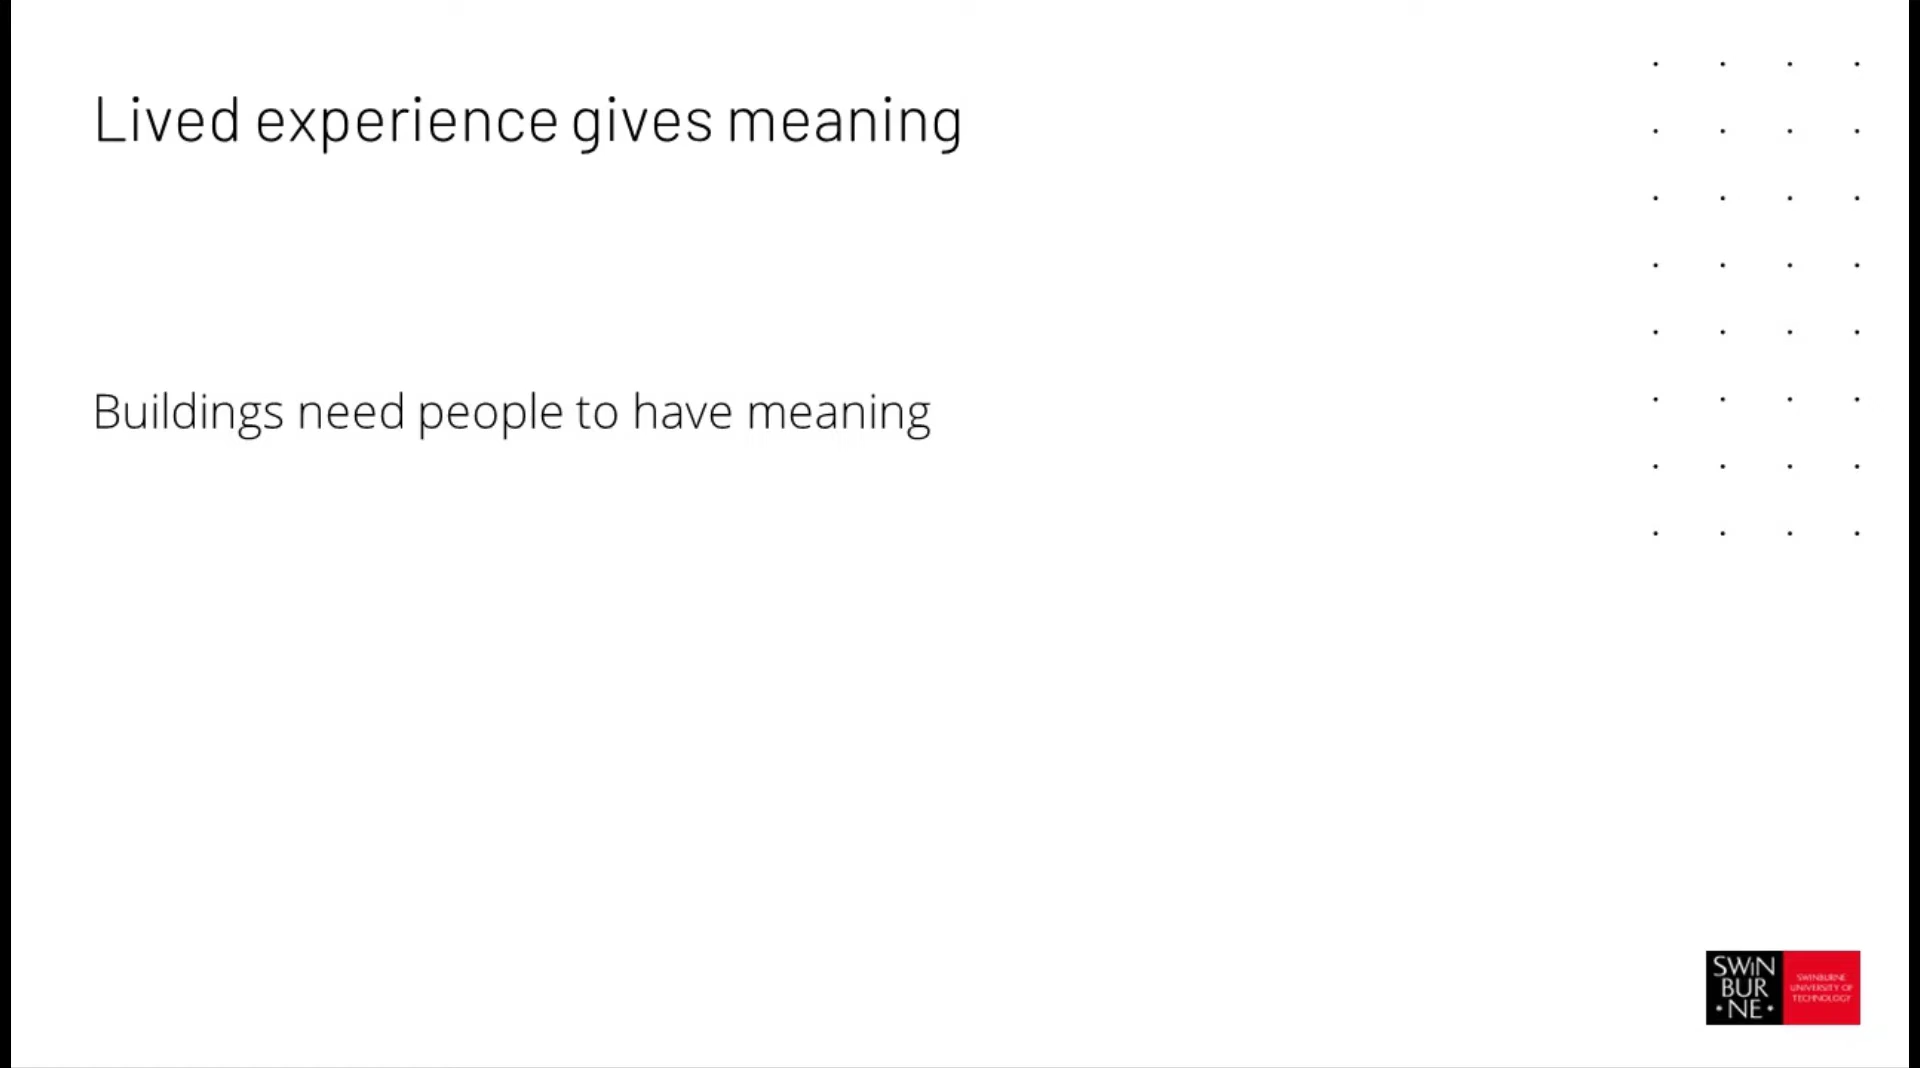 Lived experience gives meaning
Buildings need people to have meaning
SWIN
BUR
• NE •
SWINBURNE
UNIVERSITY OF
TECHNOLOGY